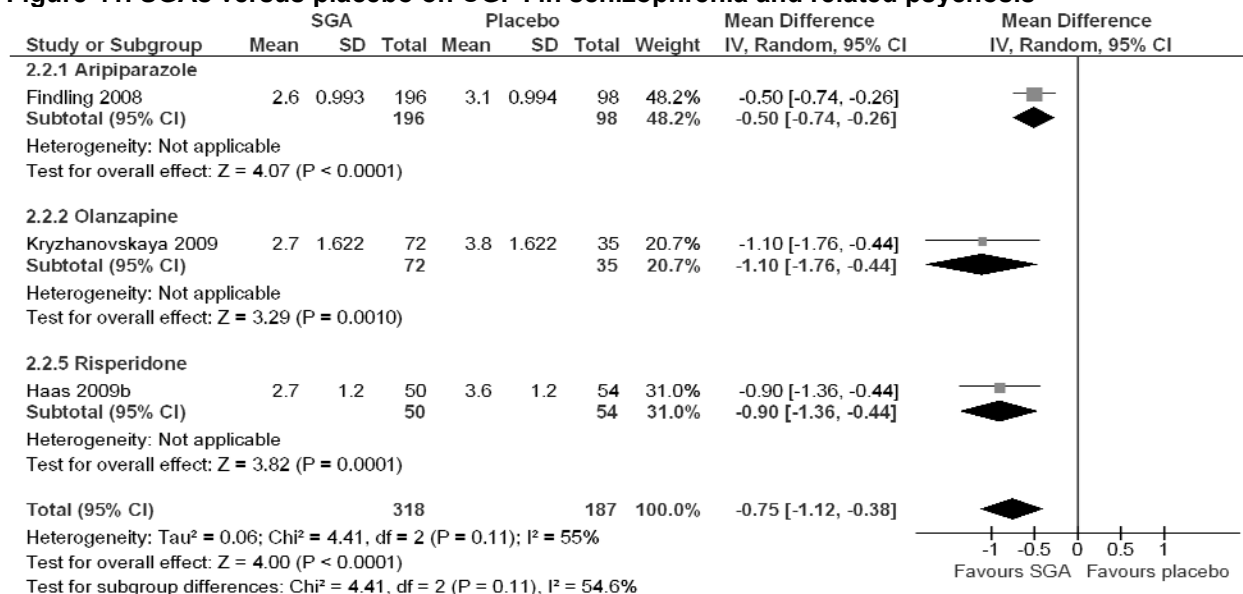 Figure 11. SGAs versus placebo on CGI-I in schizophrenia and related psychosis
SGA Placebo Mean Difference Mean Difference
Study or Subgroup Mean SD Total Mean SD Total Weight IV, Random, 95% CI IV, Random, 95% CI
2.2.1 Aripiparazole
Findling 2008 2.6 0.993 196 3.1 0.994 98 48.2% -0.50 [-0.74, -0.26]
Subtotal (95% CI) 196 98 48.2% -0.50 [-0.74, -0.26]
Heterogeneity: Not applicable
Test for overall effect: Z = 4.07 (P < 0.0001)
2.2.2 Olanzapine
Kryzhanovskaya 2009 2.7 1.622 72 3.8 1.622 35 20.7% -1.10 [-1.76, -0.44]
Subtotal (95% CI) 72 35 20.7% -1.10 [-1.76, -0.44]
Heterogeneity: Not applicable
Test for overall effect: Z = 3.29 (P = 0.0010)
2.2.5 Risperidone
Haas 2009b 2.7 1.2 50 3.6 1.2 54 31.0% -0.90 [-1.36, -0.44]
Subtotal (95% CI) 50 54 31.0% -0.90 [-1.36, -0.44]
Heterogeneity: Not applicable
Test for overall effect: Z = 3.82 (P = 0.0001)
Total (95% CI) 318 187 100.0% -0.75 [-1.12, -0.38]
Heterogeneity: Tau² = 0.06; Chi² = 4.41, df = 2 (P = 0.11); I² = 55%
Test for overall effect: Z = 4.00 (P < 0.0001)
Test for subgroup differences: Chi² = 4.41, df = 2 (P = 0.11), I² = 54.6%
-1 -0.5 0 0.5 1
Favours SGA Favours placebo